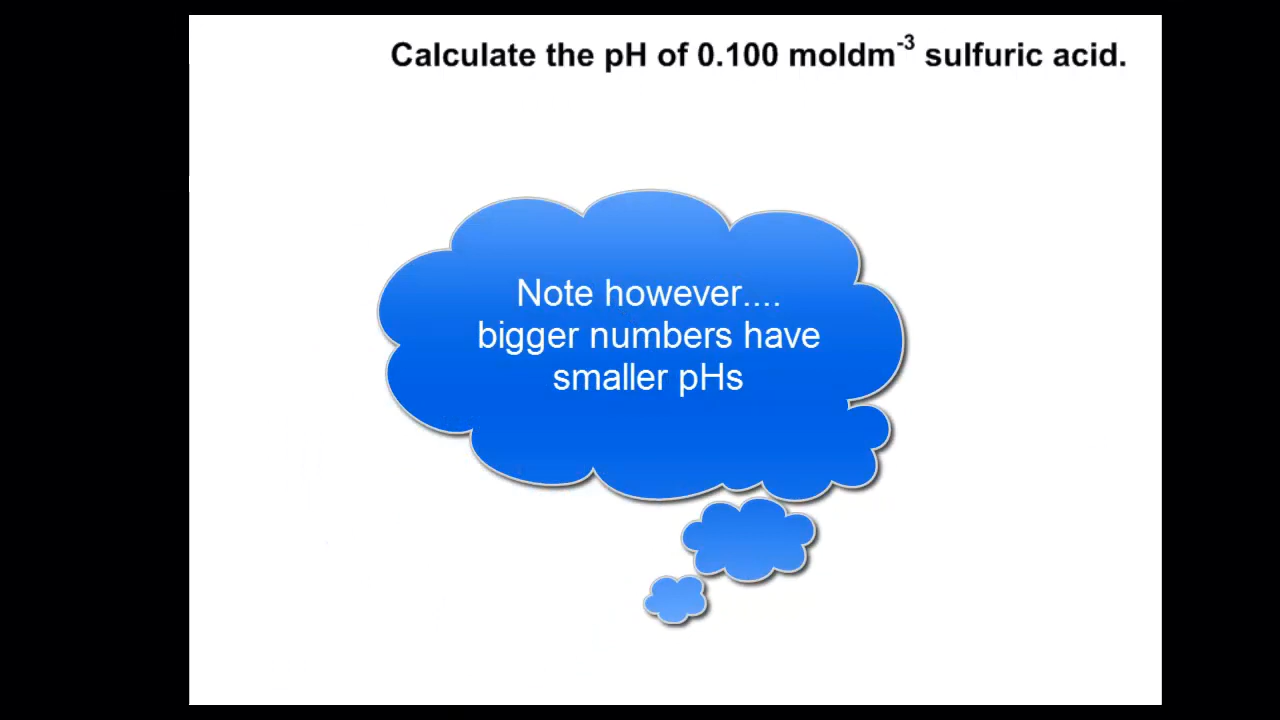 Calculate the pH of 0.100 moldm⁻³ sulfuric acid.
Note however....
bigger numbers have
smaller pHs